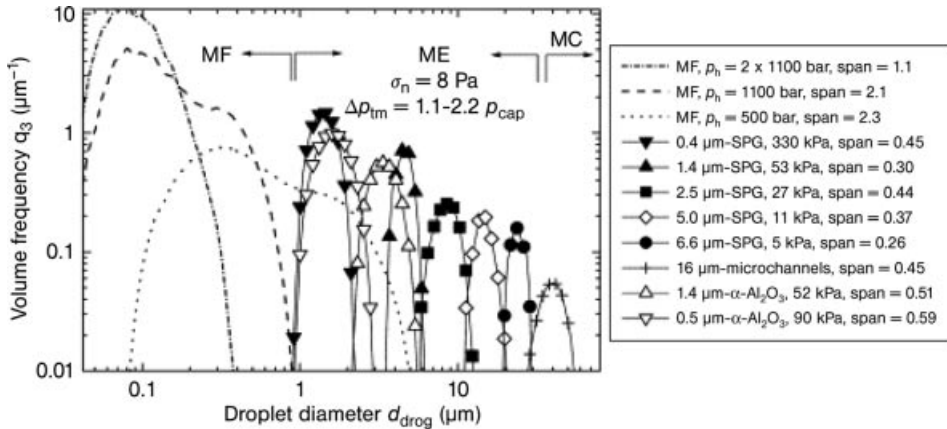 Volume frequency q3 (μm⁻¹)
10
1
0.1
0.01
MF
ME
MC
σn = 8 Pa
Δptm = 1.1-2.2 pcap
0.1
1
10
Droplet diameter ddrog (μm)
MF, ph = 2 x 1100 bar, span = 1.1
MF, ph = 1100 bar, span = 2.1
MF, ph = 500 bar, span = 2.3
0.4 μm-SPG, 330 kPa, span = 0.45
1.4 μm-SPG, 53 kPa, span = 0.30
2.5 μm-SPG, 27 kPa, span = 0.44
5.0 μm-SPG, 11 kPa, span = 0.37
6.6 μm-SPG, 5 kPa, span = 0.26
16 μm-microchannels, span = 0.45
1.4 μm-α-Al2O3, 52 kPa, span = 0.51
0.5 μm-α-Al2O3, 90 kPa, span = 0.59